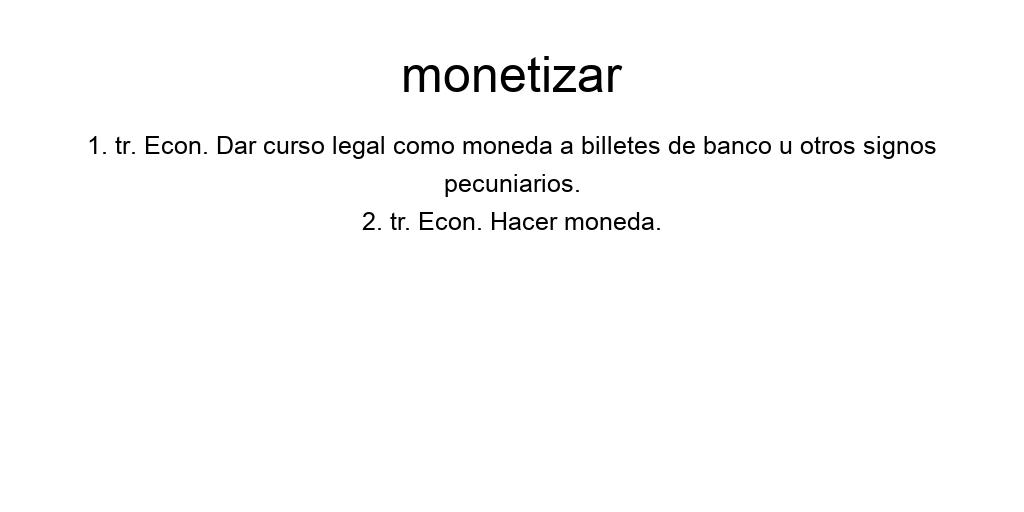 monetizar
1. tr. Econ. Dar curso legal como moneda a billetes de banco u otros signos
pecuniarios.
2. tr. Econ. Hacer moneda.